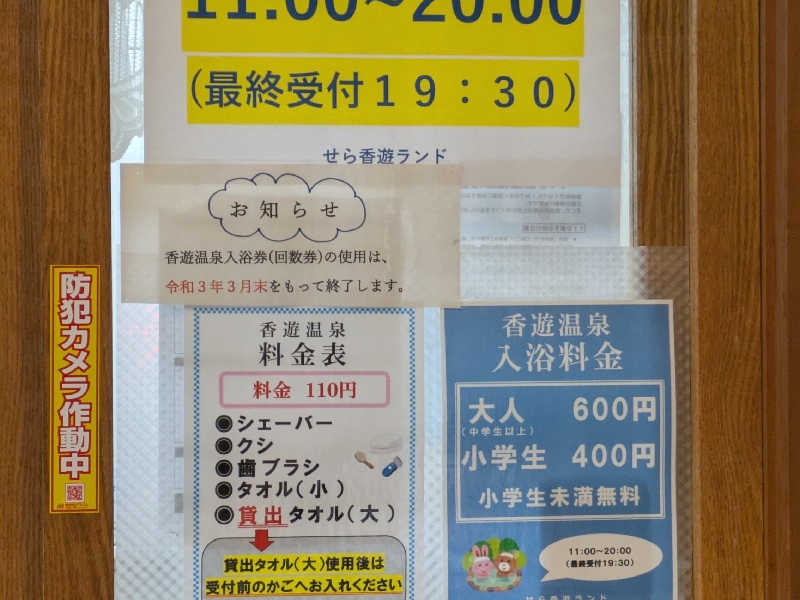 11:00~20:00
(最終受付19:30)
せら香遊ランド
お知らせ
香遊温泉入浴券(回数券)の使用は、
令和3年3月末をもって終了します。
防犯カメラ作動中
香遊温泉
料金表
料金 110円
◉シェーバー
◉クシ
◉歯ブラシ
◉タオル(小)
◉貸出タオル(大)
貸出タオル(大)使用後は
受付前のかごへお入れください
香遊温泉
入浴料金
大人 600円
(中学生以上)
小学生 400円
小学生未満無料
11:00~20:00
(最終受付19:30)
せら香遊ランド